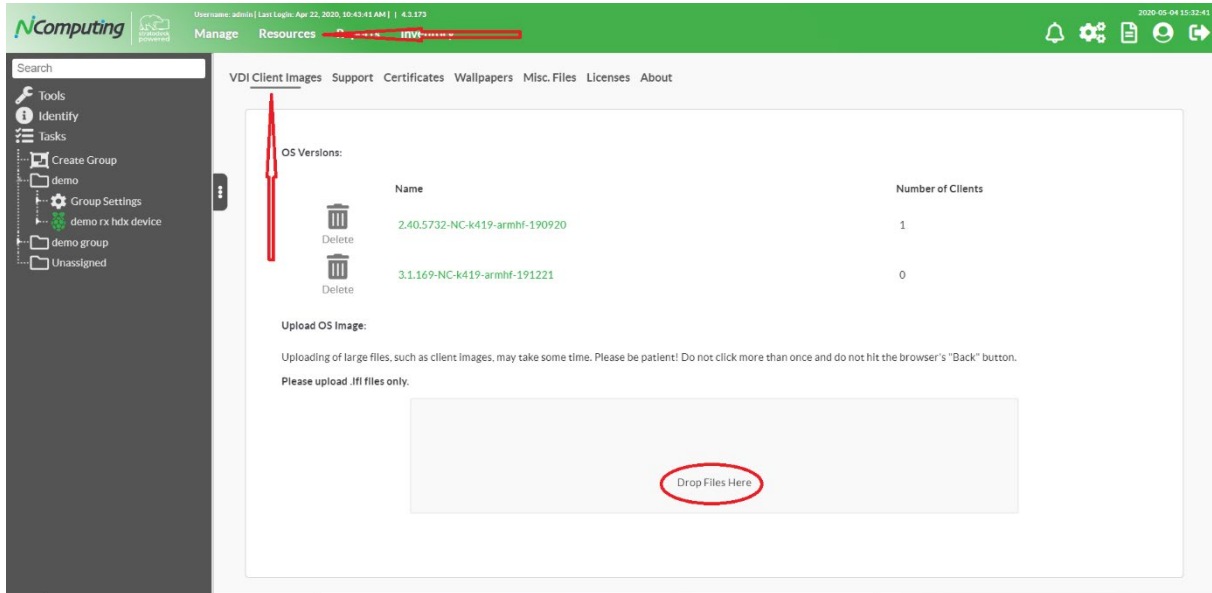 Username: admin | Last Login: Apr 22, 2020, 10:43:41 AM | | 4.3.173
2020-05-04 15:32:41
NComputing
stratodesk
powered
Manage Resources Reports Inventory
Search
Tools
Identify
Tasks
Create Group
demo
Group Settings
demo rx hdx device
demo group
Unassigned
VDI Client Images Support Certificates Wallpapers Misc. Files Licenses About
OS Versions:
Name Number of Clients
Delete 2.40.5732-NC-k419-armhf-190920 1
Delete 3.1.169-NC-k419-armhf-191221 0
Upload OS Image:
Uploading of large files, such as client images, may take some time. Please be patient! Do not click more than once and do not hit the browser's "Back" button.
Please upload .lfi files only.
Drop Files Here